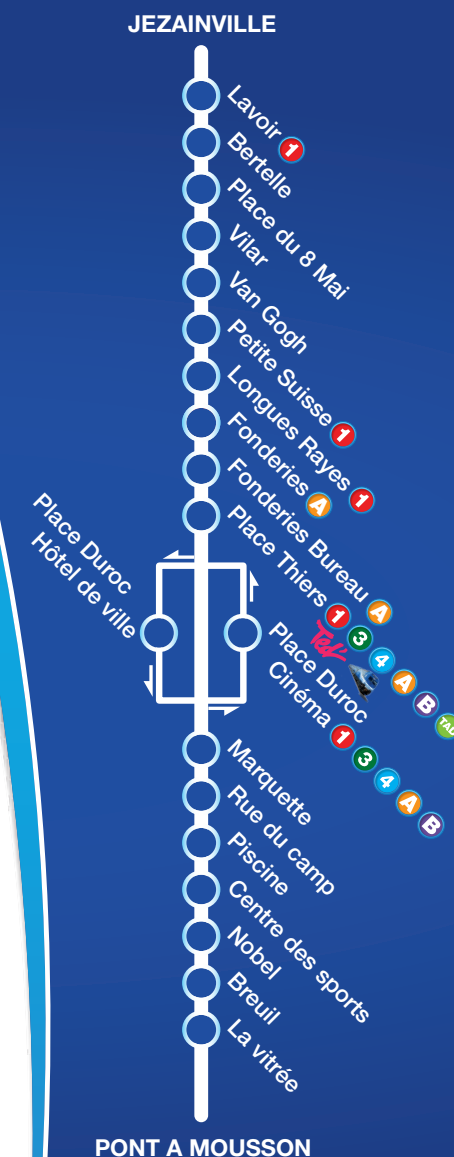 JEZAINVILLE
Lavoir 1
Bertelle
Place du 8 Mai
Vilar
Van Gogh
Petite Suisse 1
Longues Rayes 1
Fonderies A
Fonderies Bureau A
Place Thiers 1 3 4 A B TAD
Ted'
Place Duroc
Hôtel de ville
Place Duroc
Cinéma 1 3 4 A B
Marquette
Rue du camp
Piscine
Centre des sports
Nobel
Breuil
La vitrée
PONT A MOUSSON